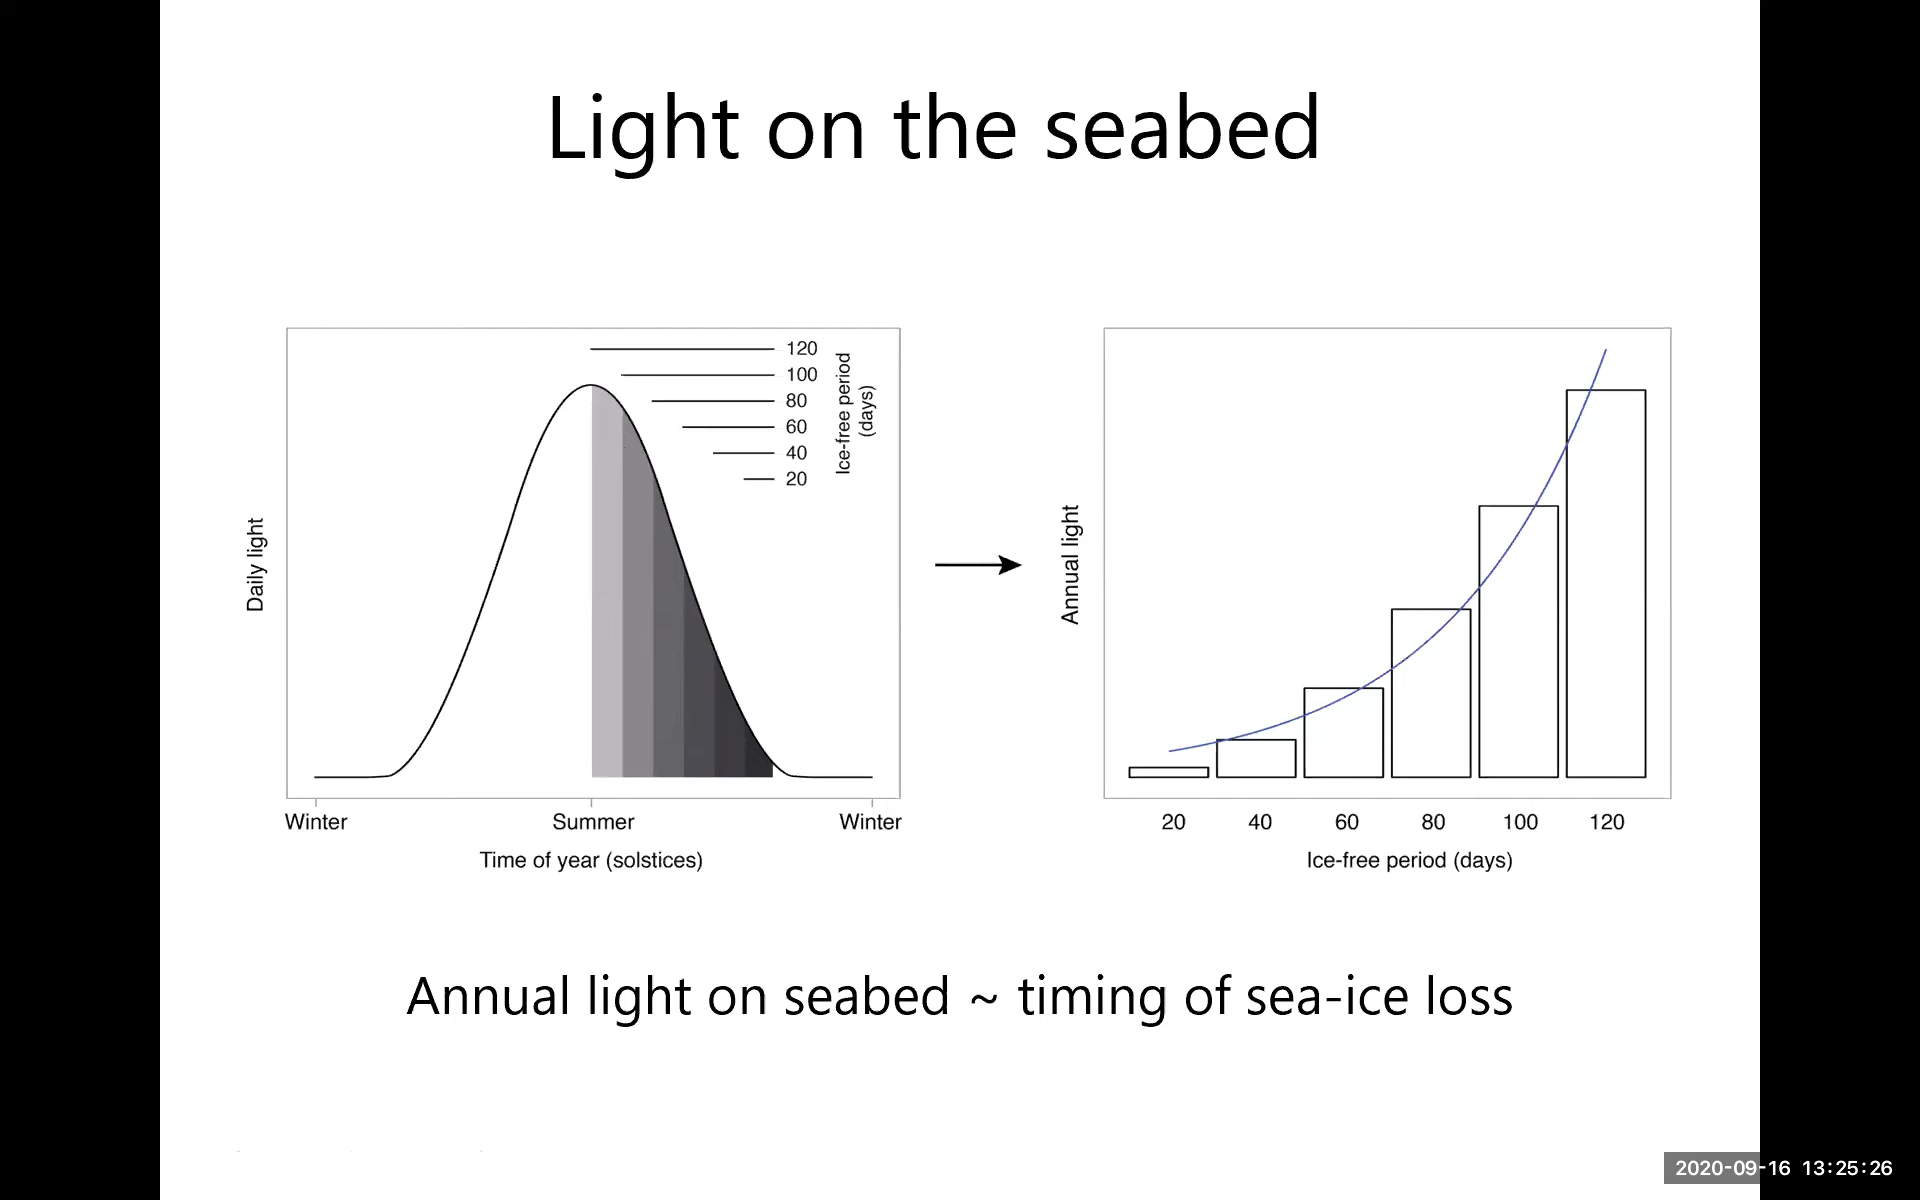 Light on the seabed
120
100
80
60
40
20
Ice-free period
(days)
Daily light
Winter
Summer
Winter
Time of year (solstices)
Annual light
20
40
60
80
100
120
Ice-free period (days)
Annual light on seabed ~ timing of sea-ice loss
2020-09-16 13:25:26